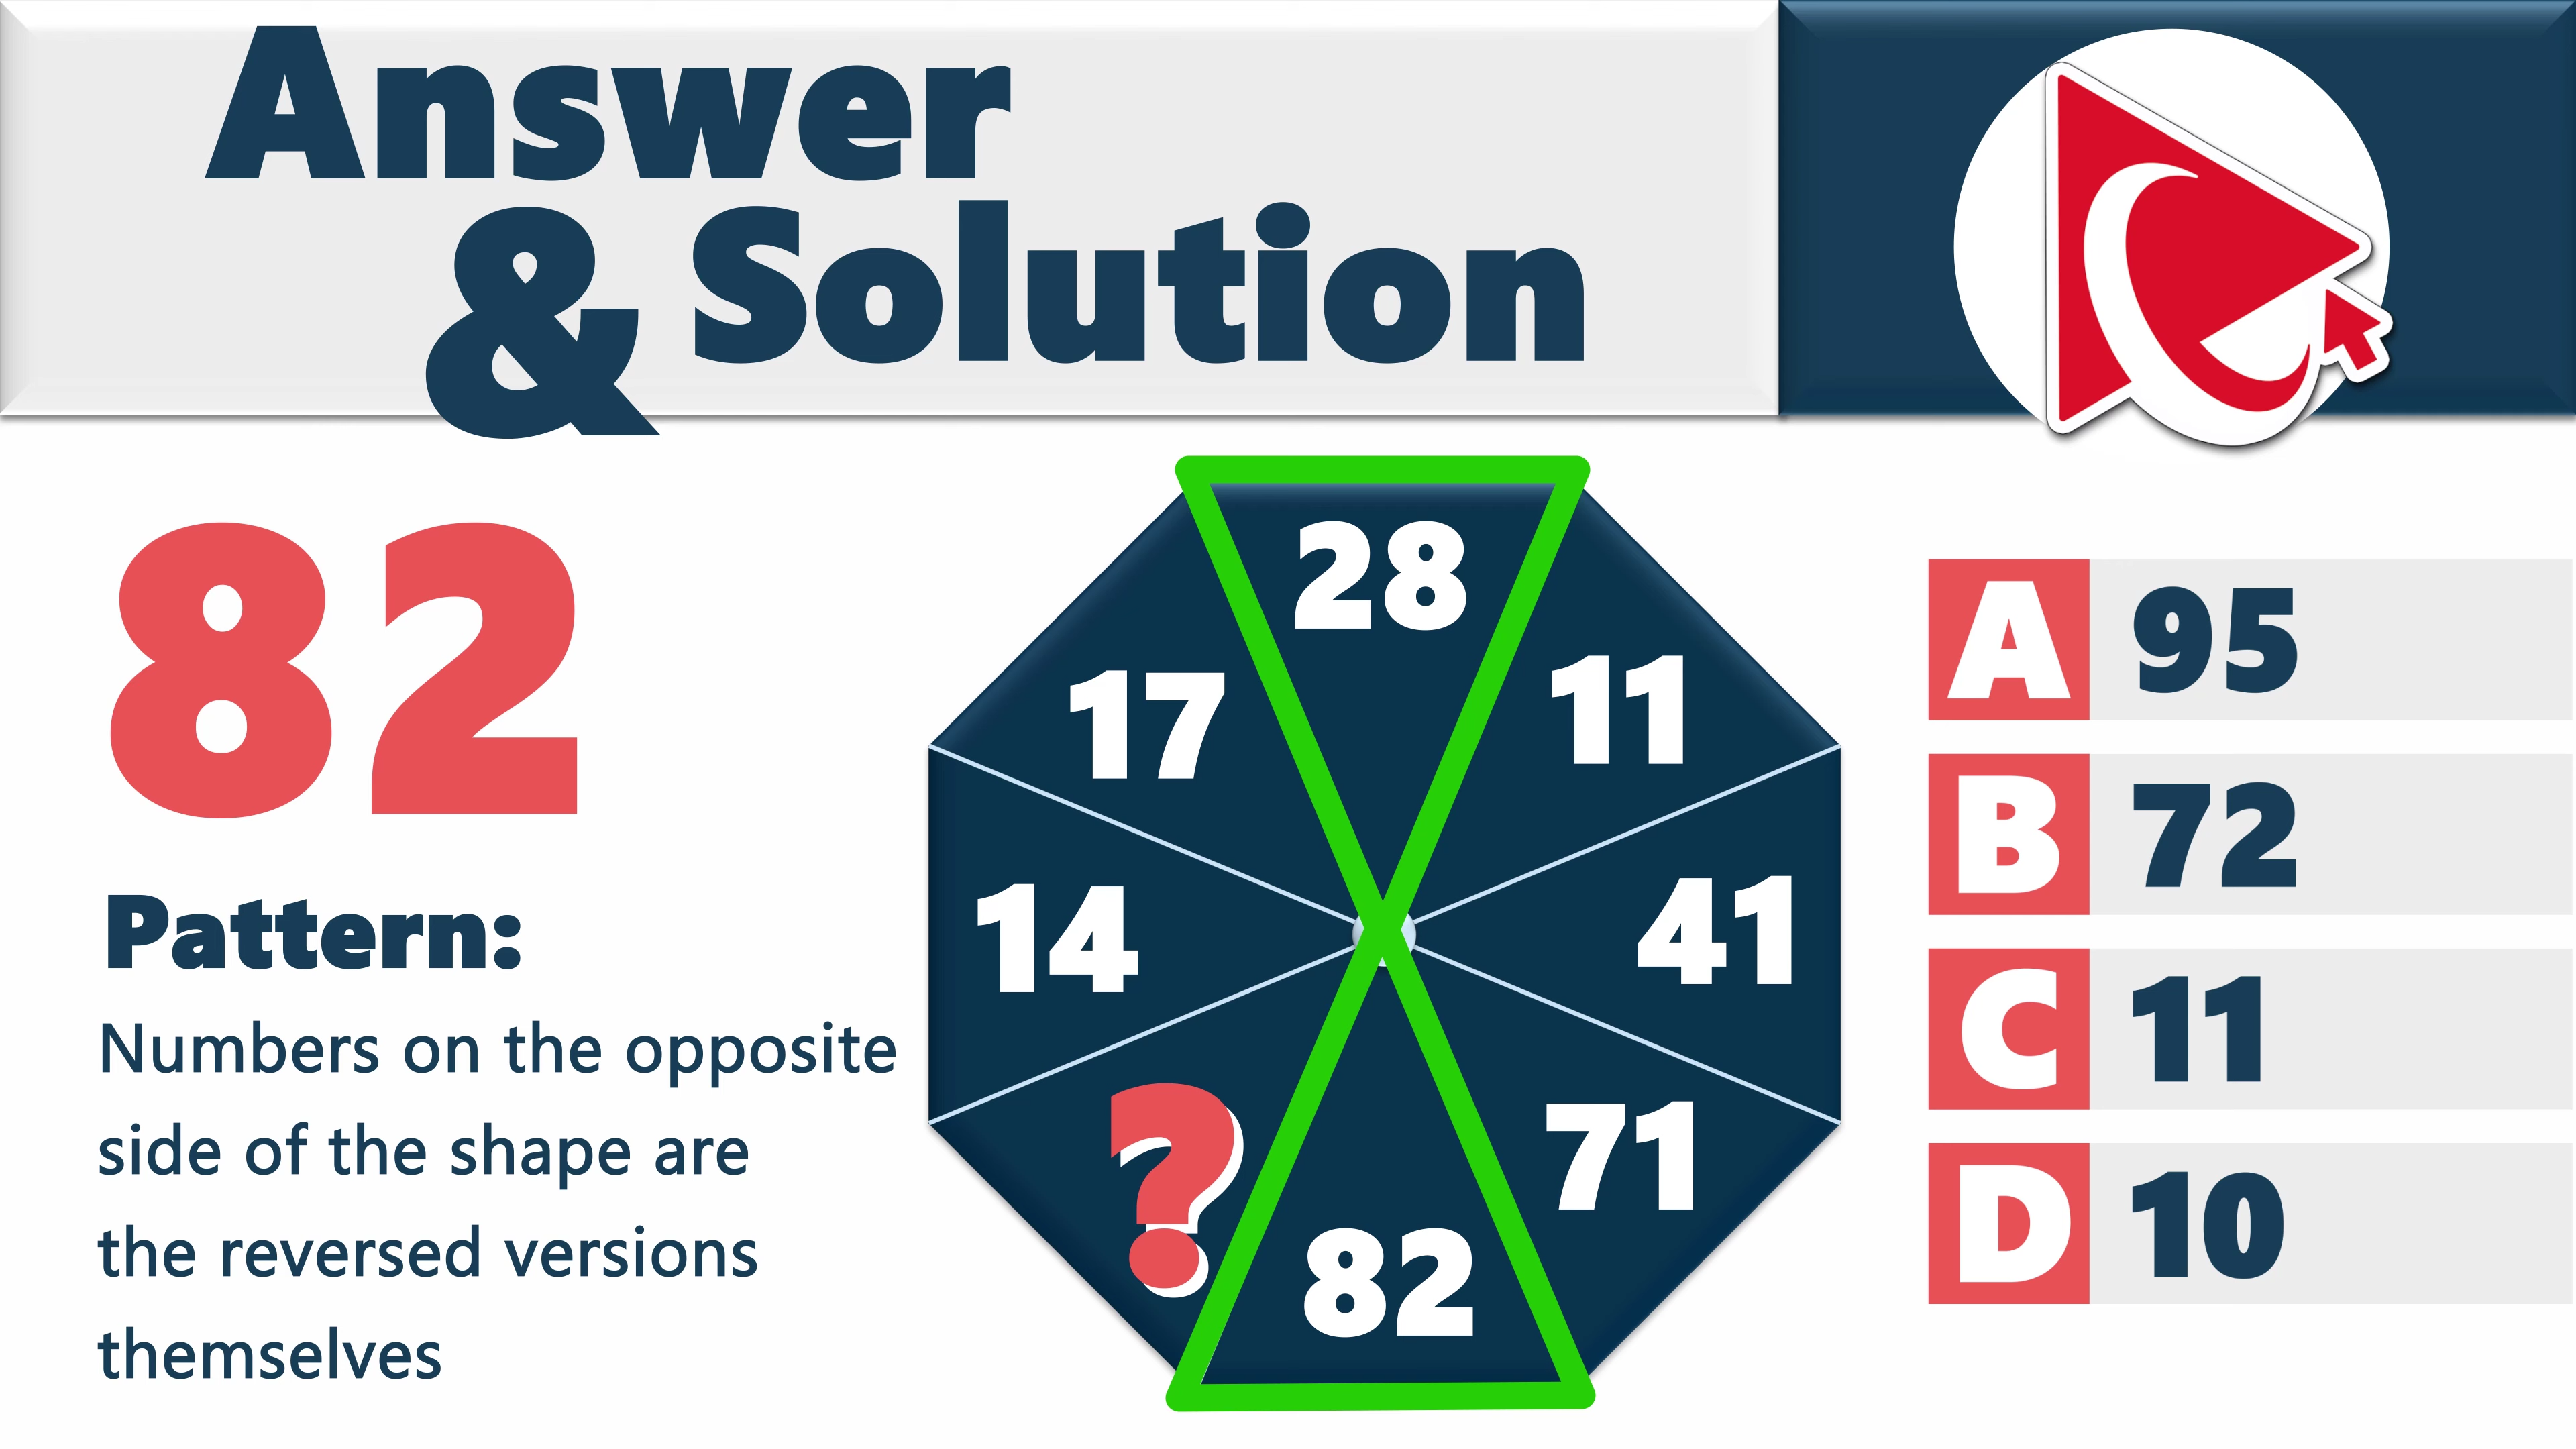 Answer
& Solution
82
Pattern:
Numbers on the opposite
side of the shape are
the reversed versions
themselves
28
17
11
14
41
?
71
82
A 95
B 72
C 11
D 10